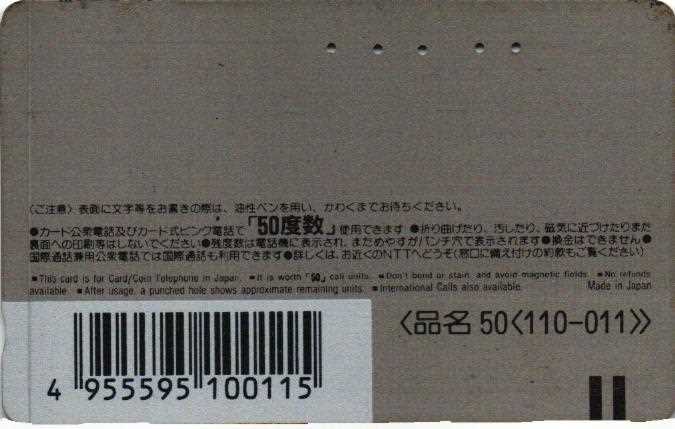 〈ご注意〉表面に文字等をお書きの際は、油性ペンを用い、かわくまでお待ちください。
●カード公衆電話及びカード式ピンク電話で「50度数」使用できます ●折り曲げたり、汚したり、磁気に近づけたりまた
裏面への印刷等はしないでください●残度数は電話機に表示され、まためやすがパンチ穴で表示されます●換金はできません●
国際通話兼用公衆電話では国際通話も利用できます●詳しくは、お近くのNTTへどうぞ(窓口に備え付けの約款もご覧ください)
■This card is for Card/Coin Telephone in Japan. ■It is worth "50" call units. ■Don't bend or stain, and avoid magnetic fields. ■No refunds
available. ■After usage, a punched hole shows approximate remaining units. ■International Calls also available. Made in Japan
〈品名 50〈110-011〉〉
4 955595 100115